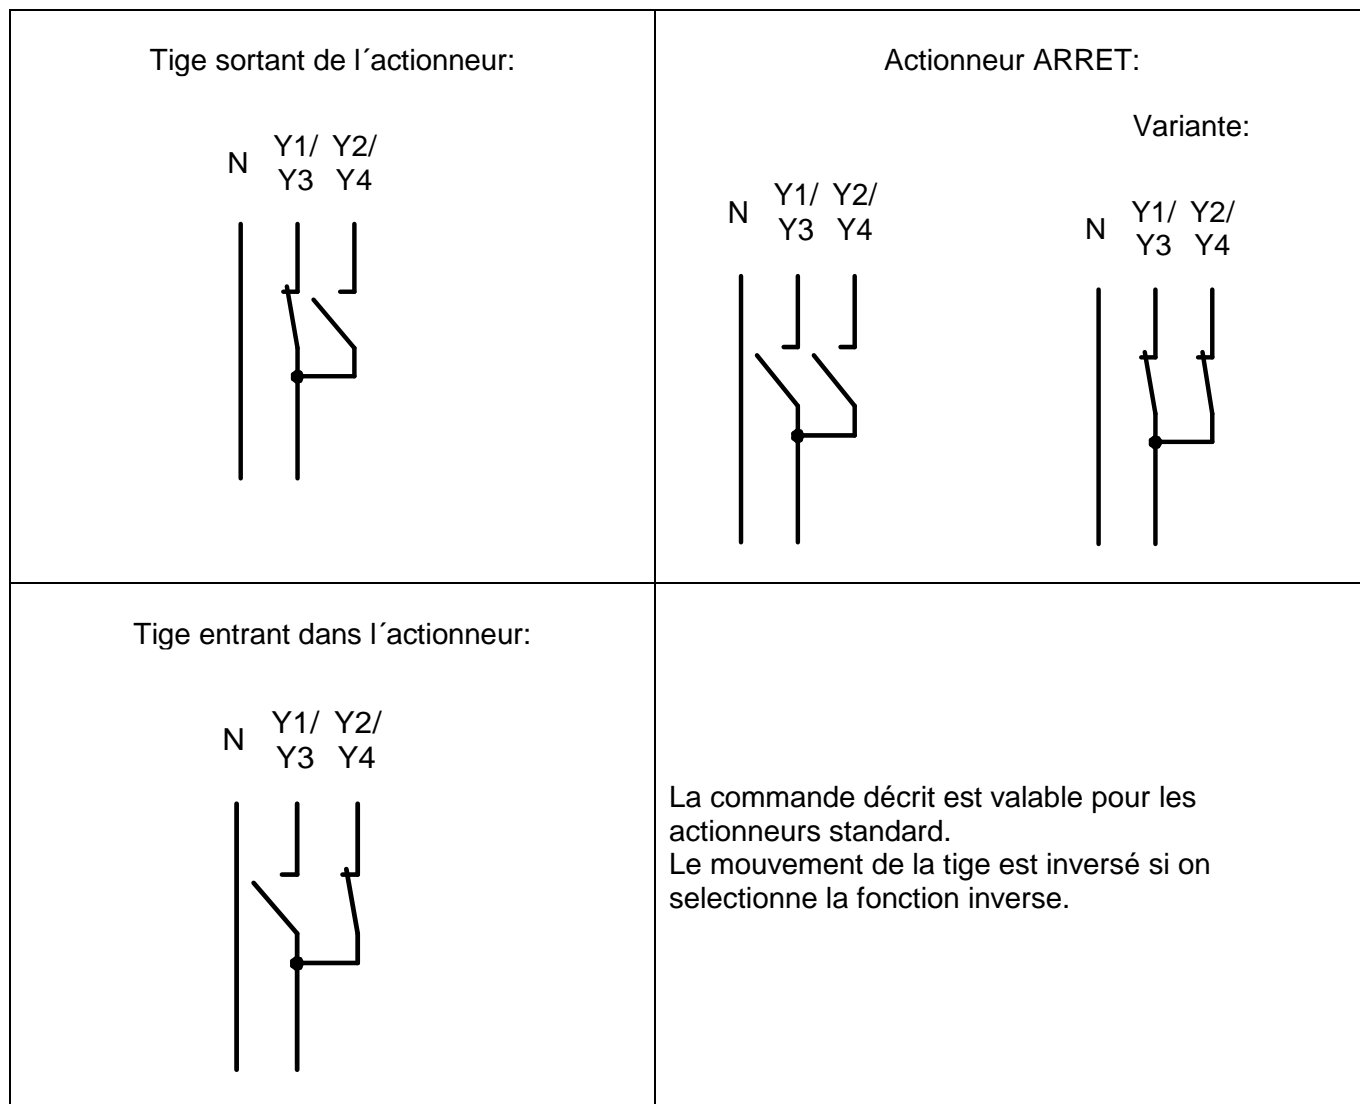 Tige sortant de l´actionneur:
N Y1/ Y2/
Y3 Y4
Actionneur ARRET:
Variante:
N Y1/ Y2/
Y3 Y4
N Y1/ Y2/
Y3 Y4
Tige entrant dans l´actionneur:
N Y1/ Y2/
Y3 Y4
La commande décrit est valable pour les
actionneurs standard.
Le mouvement de la tige est inversé si on
selectionne la fonction inverse.